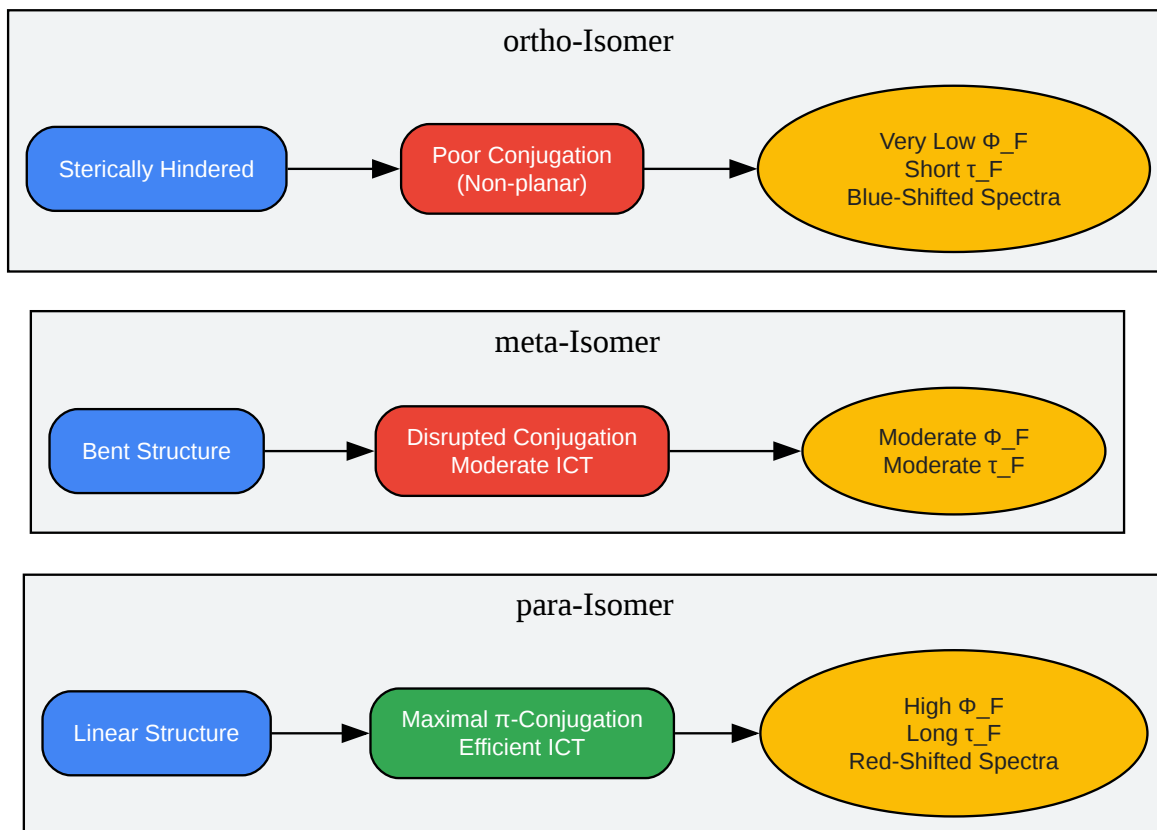 ortho-Isomer
Sterically Hindered
Poor Conjugation
(Non-planar)
Very Low Φ_F
Short τ_F
Blue-Shifted Spectra
meta-Isomer
Bent Structure
Disrupted Conjugation
Moderate ICT
Moderate Φ_F
Moderate τ_F
para-Isomer
Linear Structure
Maximal π-Conjugation
Efficient ICT
High Φ_F
Long τ_F
Red-Shifted Spectra